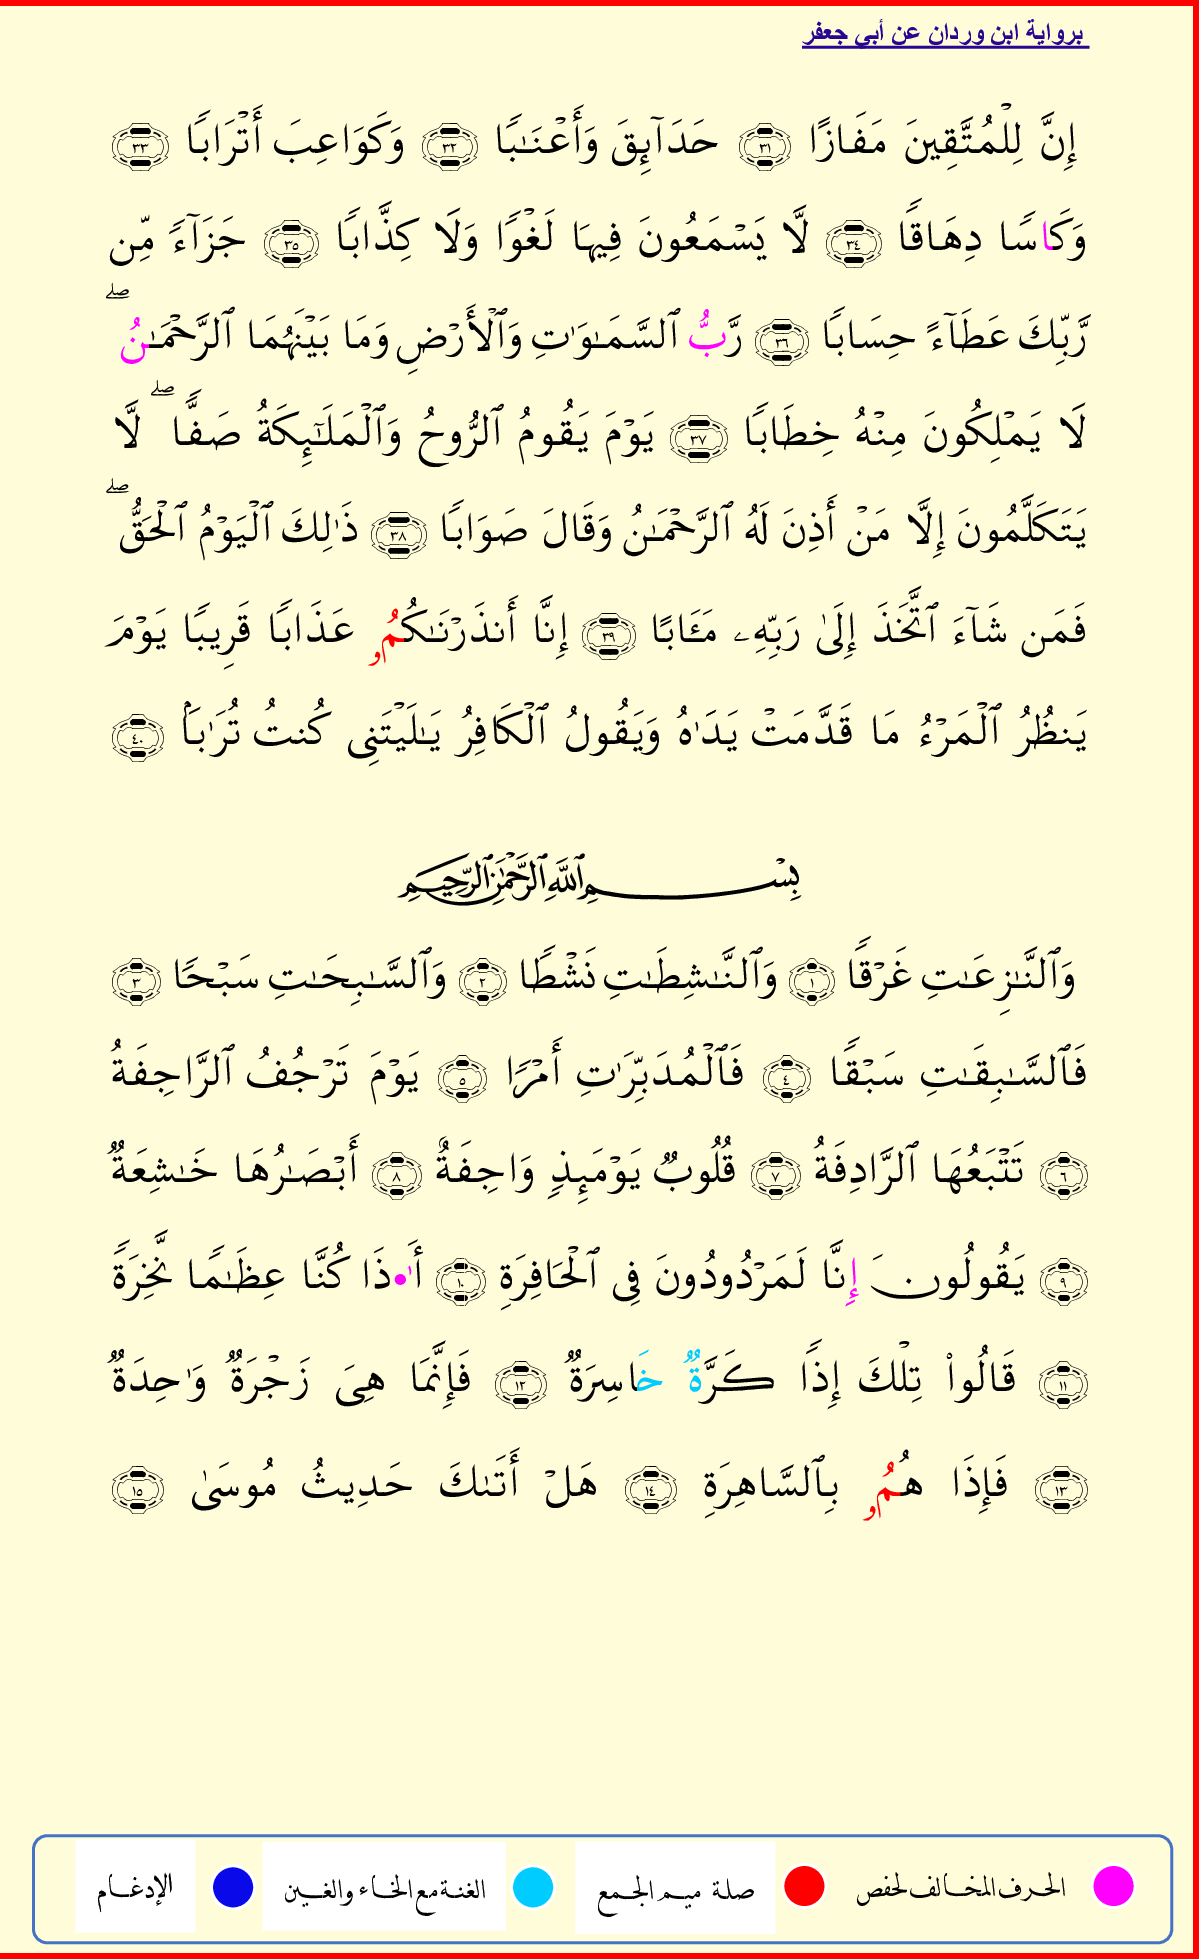 برواية ابن وردان عن أبي جعفر
إِنَّ لِلْمُتَّقِينَ مَفَازًا ٣١ حَدَآئِقَ وَأَعْنَـٰبًا ٣٢ وَكَوَاعِبَ أَتْرَابًا ٣٣
وَكَاسًا دِهَاقًا ٣٤ لَّا يَسْمَعُونَ فِيهَا لَغْوًا وَلَا كِذَّابًا ٣٥ جَزَآءً مِّن
رَّبِّكَ عَطَآءً حِسَابًا ٣٦ رَّبُّ ٱلسَّمَـٰوَٰتِ وَٱلْأَرْضِ وَمَا بَيْنَهُمَا ٱلرَّحْمَـٰنُ ۖ
لَا يَمْلِكُونَ مِنْهُ خِطَابًا ٣٧ يَوْمَ يَقُومُ ٱلرُّوحُ وَٱلْمَلَـٰٓئِكَةُ صَفًّا ۖ لَّا
يَتَكَلَّمُونَ إِلَّا مَنْ أَذِنَ لَهُ ٱلرَّحْمَـٰنُ وَقَالَ صَوَابًا ٣٨ ذَٰلِكَ ٱلْيَوْمُ ٱلْحَقُّ ۖ
فَمَن شَآءَ ٱتَّخَذَ إِلَىٰ رَبِّهِۦ مَـَٔابًا ٣٩ إِنَّا أَنذَرْنَـٰكُمُۥ عَذَابًا قَرِيبًا يَوْمَ
يَنظُرُ ٱلْمَرْءُ مَا قَدَّمَتْ يَدَاهُ وَيَقُولُ ٱلْكَافِرُ يَـٰلَيْتَنِى كُنتُ تُرَٰبَۢا ٤٠
بِسْمِ ٱللَّهِ ٱلرَّحْمَـٰنِ ٱلرَّحِيمِ
وَٱلنَّـٰزِعَـٰتِ غَرْقًا ١ وَٱلنَّـٰشِطَـٰتِ نَشْطًا ٢ وَٱلسَّـٰبِحَـٰتِ سَبْحًا ٣
فَٱلسَّـٰبِقَـٰتِ سَبْقًا ٤ فَٱلْمُدَبِّرَٰتِ أَمْرًا ٥ يَوْمَ تَرْجُفُ ٱلرَّاجِفَةُ
٦ تَتْبَعُهَا ٱلرَّادِفَةُ ٧ قُلُوبٌ يَوْمَئِذٍ وَاجِفَةٌ ٨ أَبْصَـٰرُهَا خَـٰشِعَةٌ
٩ يَقُولُونَ إِنَّا لَمَرْدُودُونَ فِى ٱلْحَافِرَةِ ١٠ أَٰ•ذَا كُنَّا عِظَـٰمًا نَّخِرَةً
١١ قَالُواْ تِلْكَ إِذًا كَرَّةٌ خَاسِرَةٌ ١٢ فَإِنَّمَا هِىَ زَجْرَةٌ وَٰحِدَةٌ
١٣ فَإِذَا هُمُۥ بِٱلسَّاهِرَةِ ١٤ هَلْ أَتَىٰكَ حَدِيثُ مُوسَىٰ ١٥
الحرف المخالف لحفص صلة ميم الجمع الغنة مع الخاء والغين الإدغام